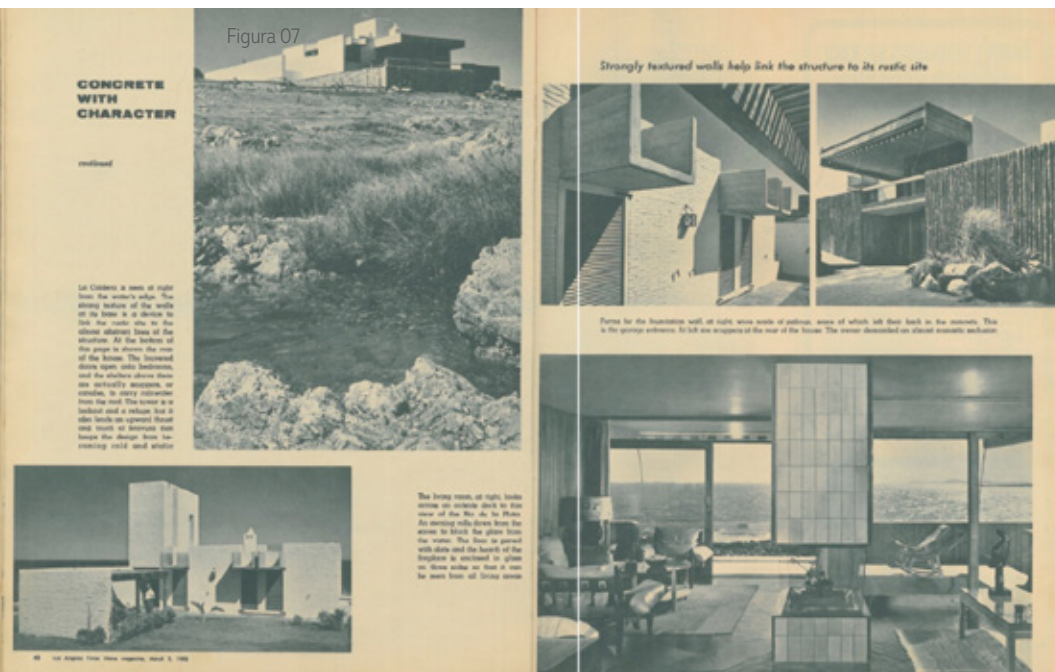 Figura 07
CONCRETE
WITH
CHARACTER
continued
La Caldera is seen at right
from the water's edge. The
strong texture of the walls
at its base is a device to
link the rustic site to the
almost abstract lines of the
structure. At the bottom of
this page is shown the rear
of the house. The louvered
doors open onto bedrooms,
and the shelters above them
are actually scuppers, or
canales, to carry rainwater
from the roof. The tower is a
lookout and a refuge but it
also lends an upward thrust
and touch of
keeps the design from be-
coming cold and static
The living room, at right, looks
across an outside deck to this
view of the Rio de la Plata.
An awning rolls down from the
eaves to block the glare from
the water. The floor is paved
with slate and the hearth of the
fireplace is enclosed in glass
on three sides so that it can
be seen from all living areas
40 Los Angeles Times Home magazine, March 2, 1958
Strongly textured walls help link the structure to its rustic site
Forms for the foundation wall, at right, were made of palings, some of which left their bark in the concrete. This
is the garage entrance. At left are scuppers at the rear of the house. The owner demanded an almost monastic seclusion